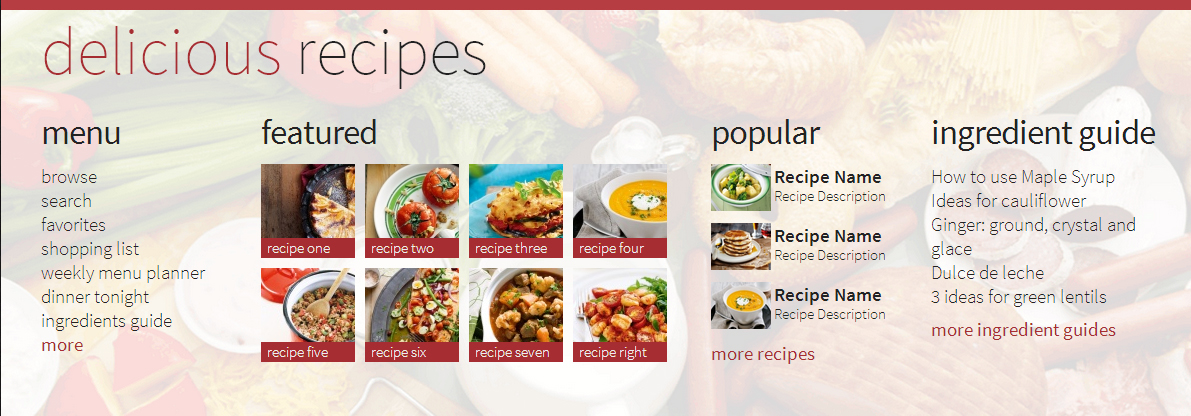 delicious recipes
menu
browse
search
favorites
shopping list
weekly menu planner
dinner tonight
ingredients guide
more
featured
recipe one
recipe two
recipe three
recipe four
recipe five
recipe six
recipe seven
recipe right
popular
Recipe Name
Recipe Description
Recipe Name
Recipe Description
Recipe Name
Recipe Description
more recipes
ingredient guide
How to use Maple Syrup
Ideas for cauliflower
Ginger: ground, crystal and
glace
Dulce de leche
3 ideas for green lentils
more ingredient guides